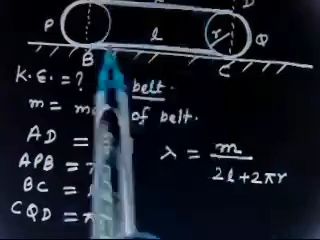 D
P
l
r
Q
B
C
K.E. = ? belt.
m = of belt.
AD =
λ = m / 2l + 2πr
APB =
BC =
CQD =